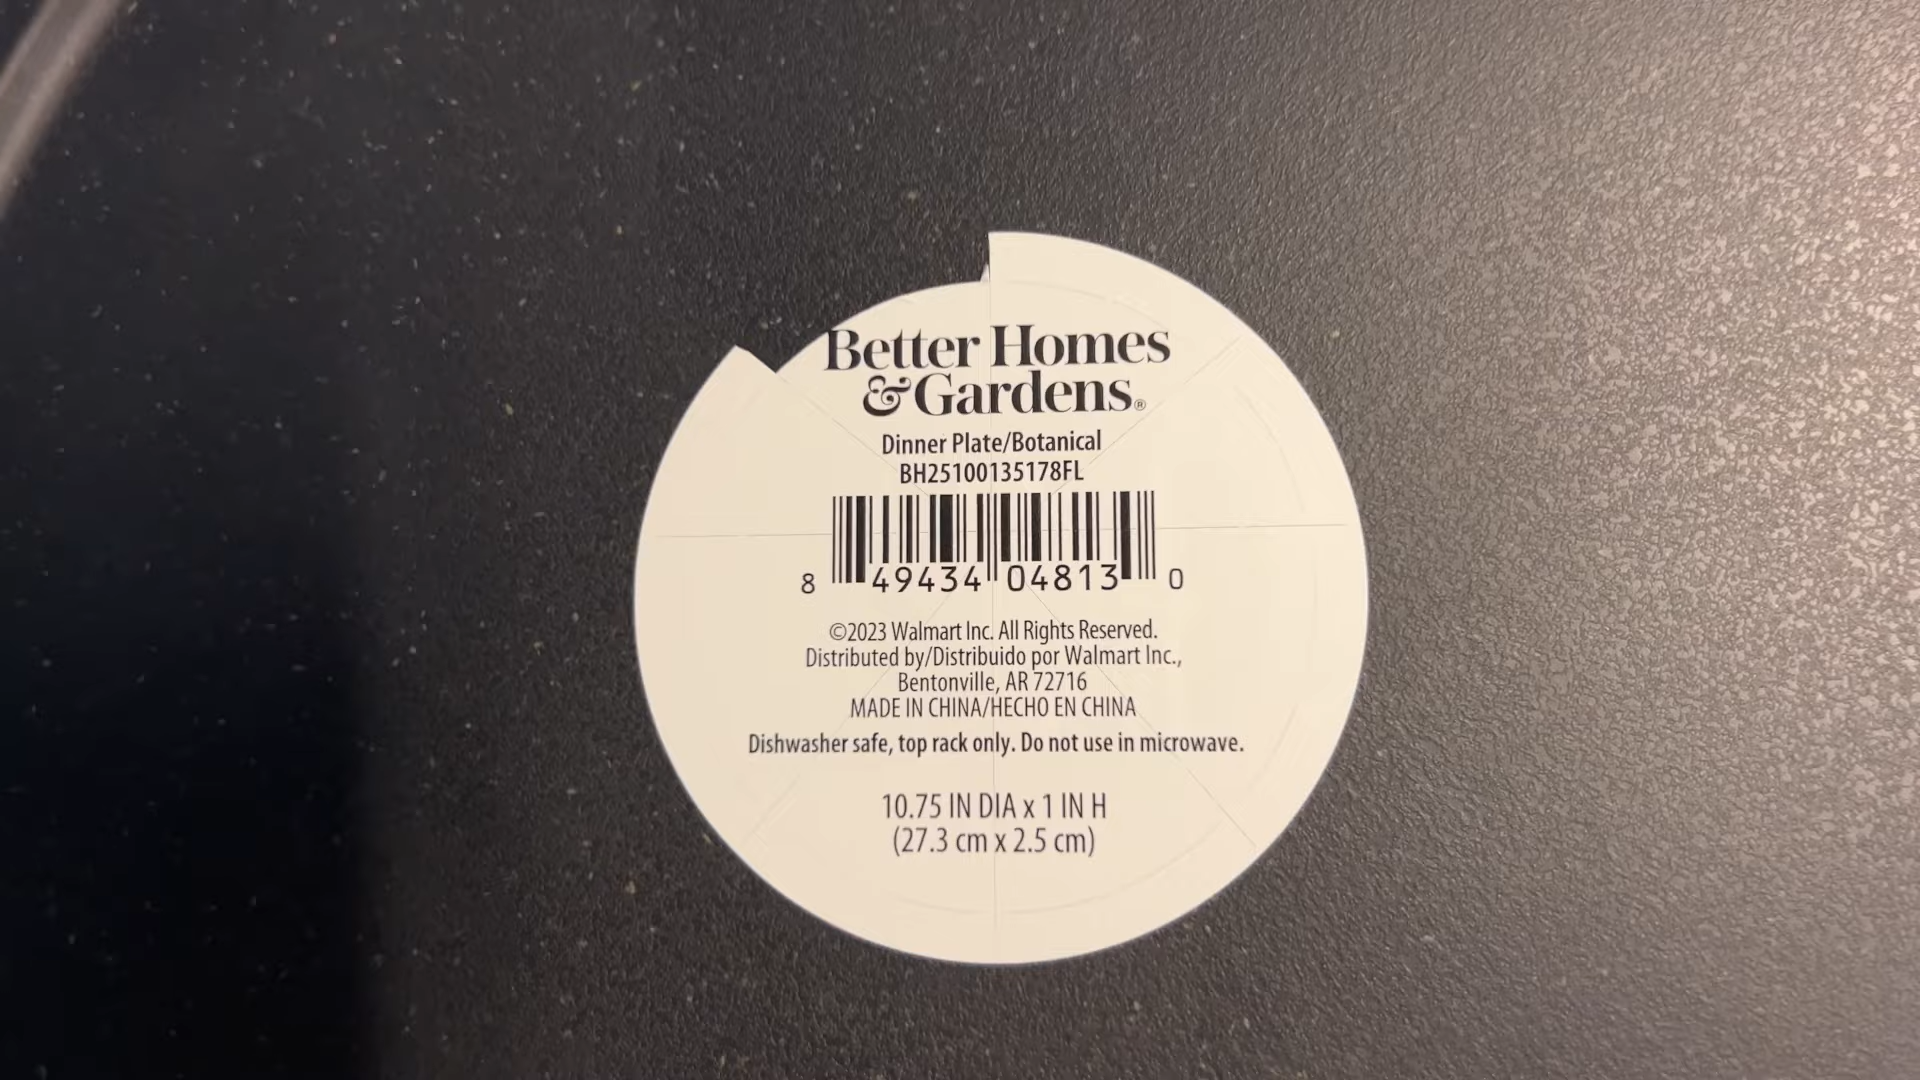 Better Homes
&Gardens®
Dinner Plate/Botanical
BH25100135178FL
8 49434 04813 0
©2023 Walmart Inc. All Rights Reserved.
Distributed by/Distribuido por Walmart Inc.,
Bentonville, AR 72716
MADE IN CHINA/HECHO EN CHINA
Dishwasher safe, top rack only. Do not use in microwave.
10.75 IN DIA x 1 IN H
(27.3 cm x 2.5 cm)